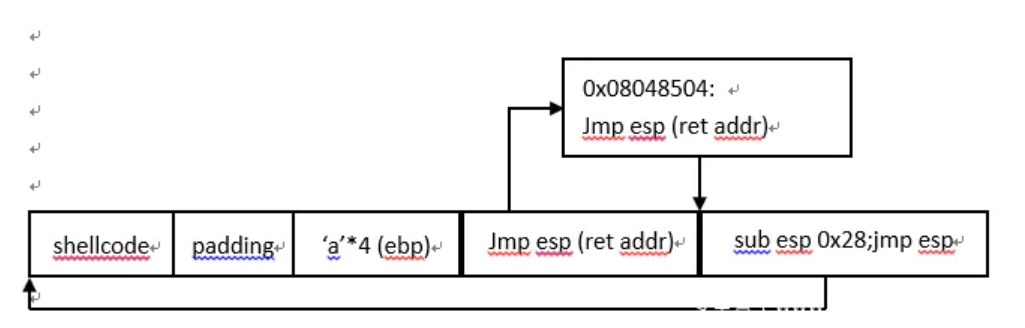 0x08048504:
Jmp esp (ret addr)
shellcode
padding
‘a’*4 (ebp)
Jmp esp (ret addr)
sub esp 0x28;jmp esp